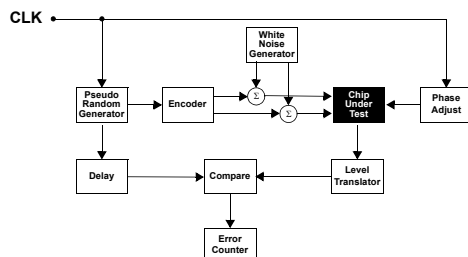 CLK
White
Noise
Generator
Σ
Σ
Pseudo
Random
Generator
Encoder
Chip
Under
Test
Phase
Adjust
Delay
Compare
Level
Translator
Error
Counter